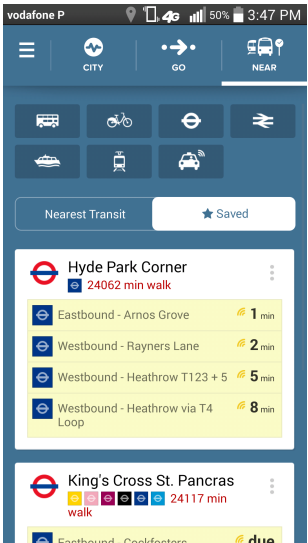 vodafone P 4G 50% 3:47 PM
CITY GO NEAR
Nearest Transit Saved
Hyde Park Corner
24062 min walk
Eastbound - Arnos Grove 1 min
Westbound - Rayners Lane 2 min
Westbound - Heathrow T123 + 5 5 min
Westbound - Heathrow via T4 8 min
Loop
King's Cross St. Pancras
24117 min
walk
Eastbound - Cockfosters due